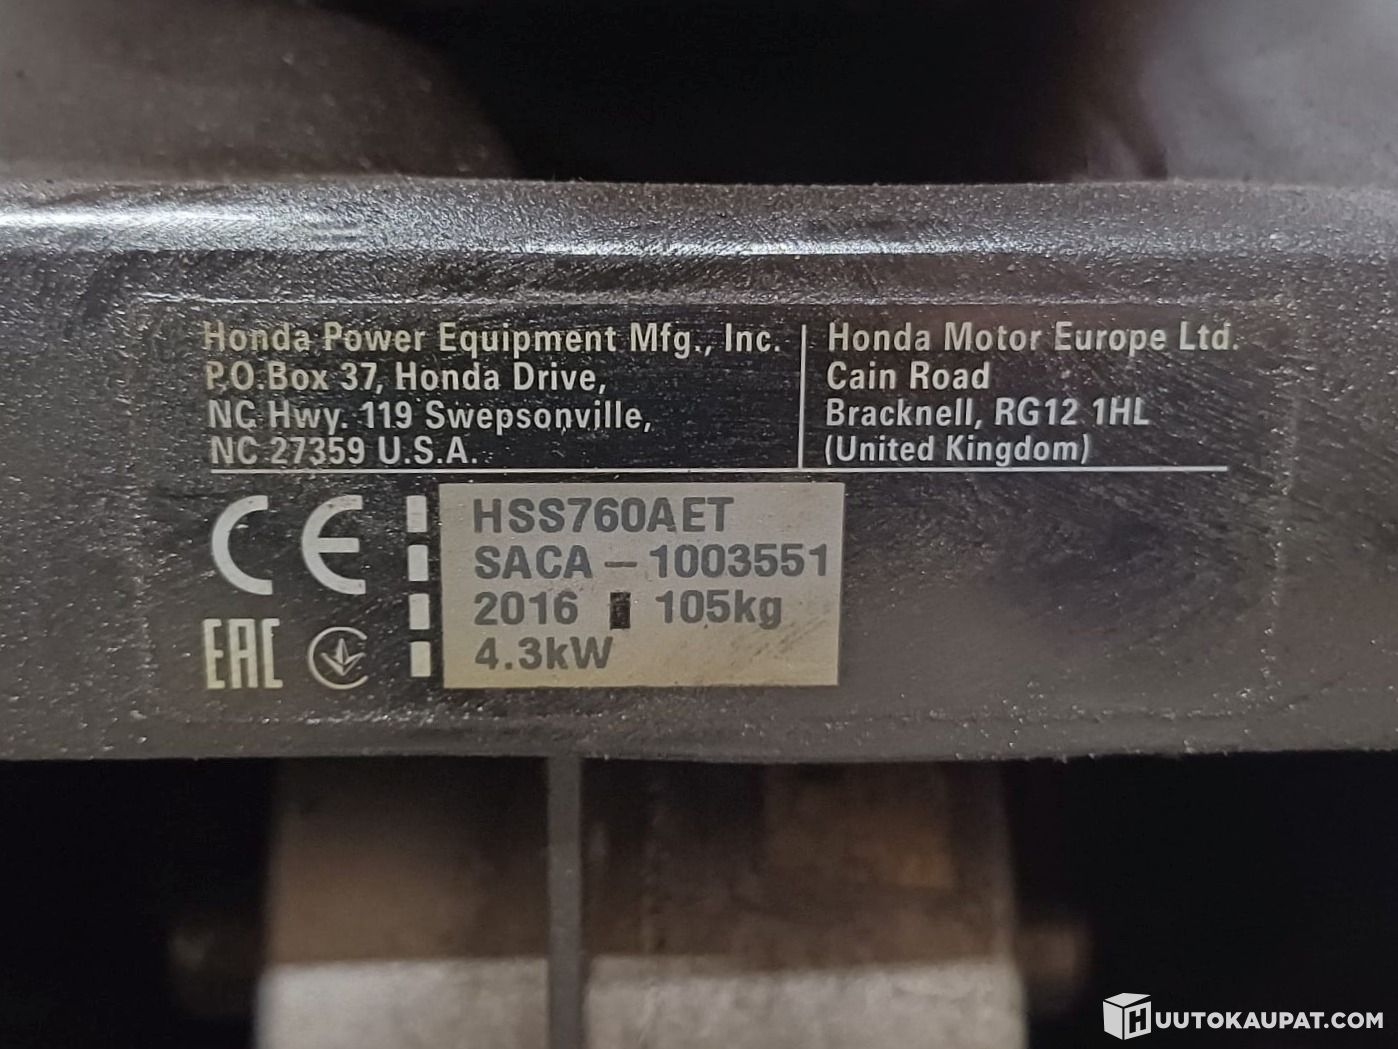 Honda Power Equipment Mfg., Inc.
P.O.Box 37, Honda Drive,
NC Hwy. 119 Swepsonville,
NC 27359 U.S.A.
Honda Motor Europe Ltd.
Cain Road
Bracknell, RG12 1HL
(United Kingdom)
CE
EAC
HSS760AET
SACA – 1003551
2016 105kg
4.3kW
HUUTOKAUPAT.COM